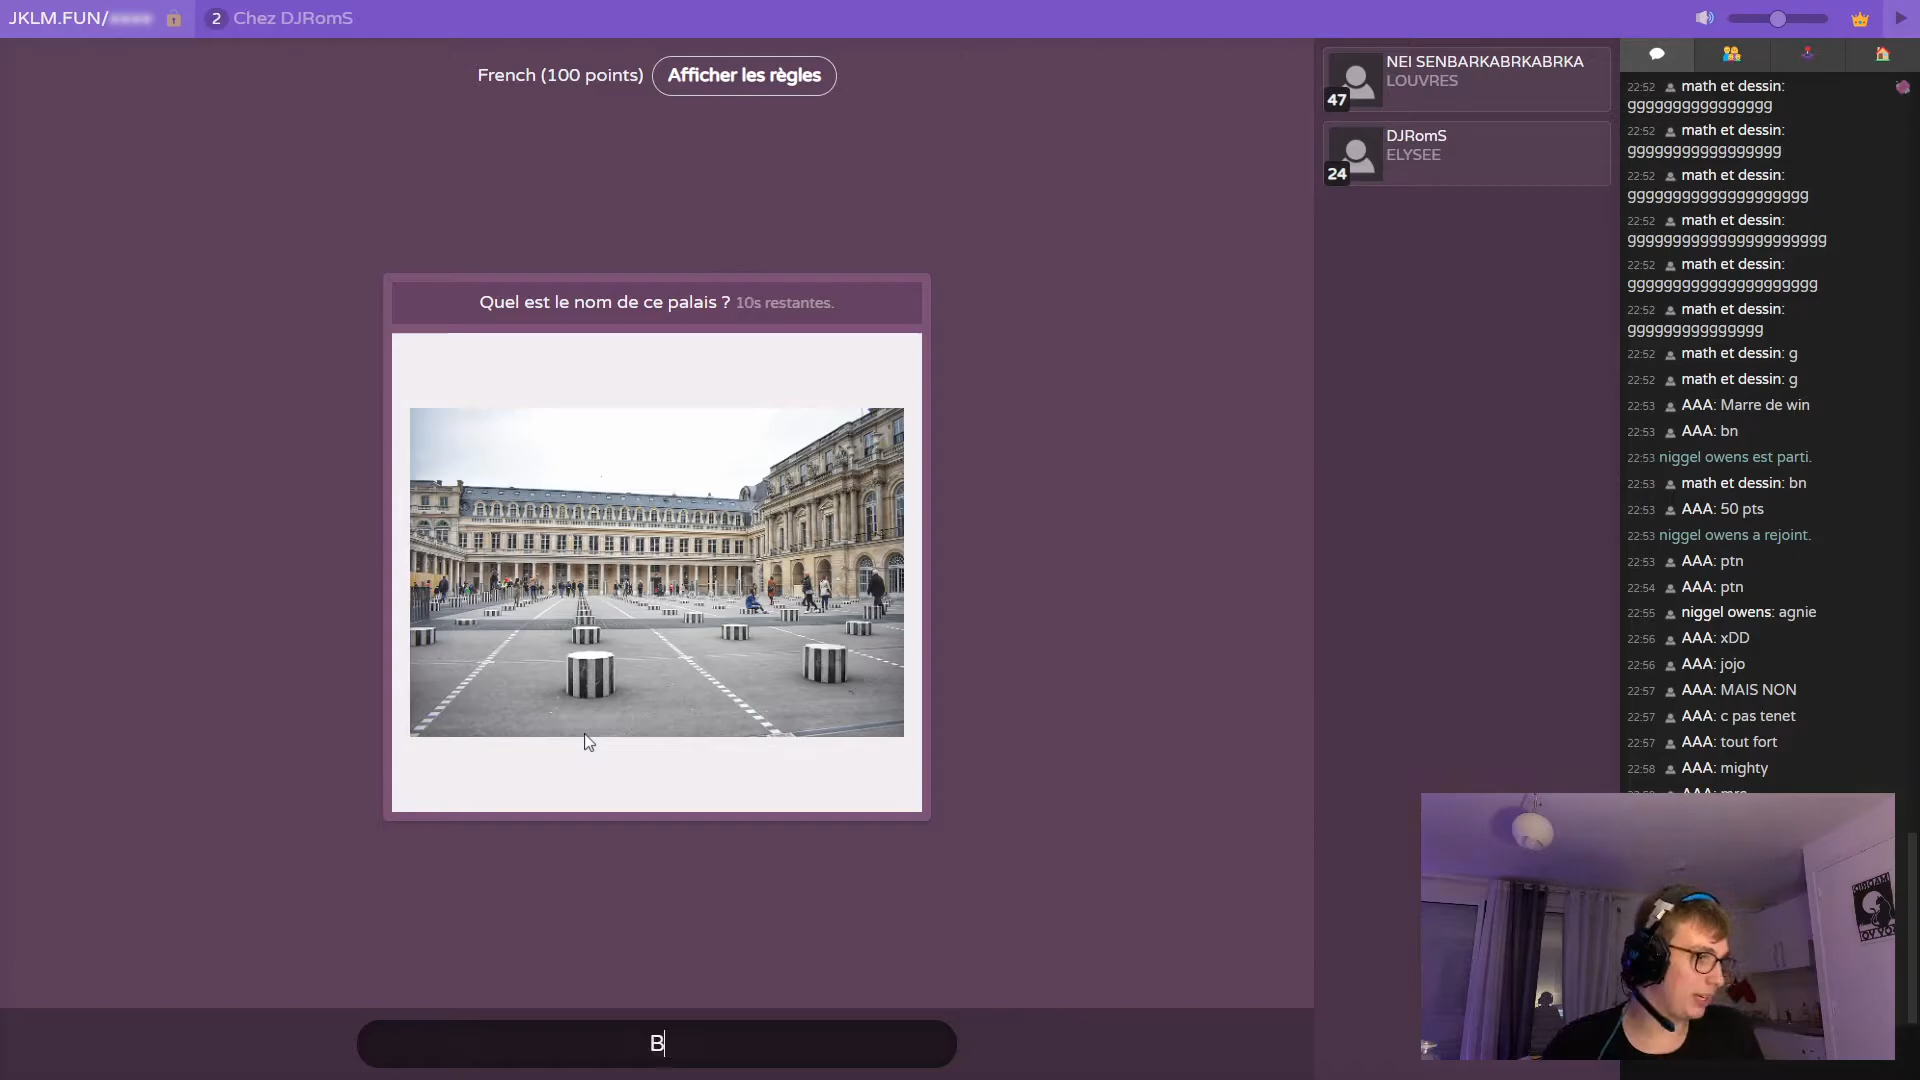 JKLM.FUN/
2 Chez DJRomS
French (100 points) Afficher les règles
Quel est le nom de ce palais ? 10s restantes.
B
NEI SENBARKABRKABRKA
LOUVRES
47
DJRomS
ELYSEE
24
22:52 math et dessin:
gggggggggggggggg
22:52 math et dessin:
ggggggggggggggggg
22:52 math et dessin:
gggggggggggggggggggg
22:52 math et dessin:
gggggggggggggggggggggg
22:52 math et dessin:
ggggggggggggggggggggg
22:52 math et dessin:
ggggggggggggggg
22:52 math et dessin: g
22:52 math et dessin: g
22:53 AAA: Marre de win
22:53 AAA: bn
22:53 niggel owens est parti.
22:53 math et dessin: bn
22:53 AAA: 50 pts
22:53 niggel owens a rejoint.
22:53 AAA: ptn
22:54 AAA: ptn
22:55 niggel owens: agnie
22:56 AAA: xDD
22:56 AAA: jojo
22:57 AAA: MAIS NON
22:57 AAA: c pas tenet
22:57 AAA: tout fort
22:58 AAA: mighty